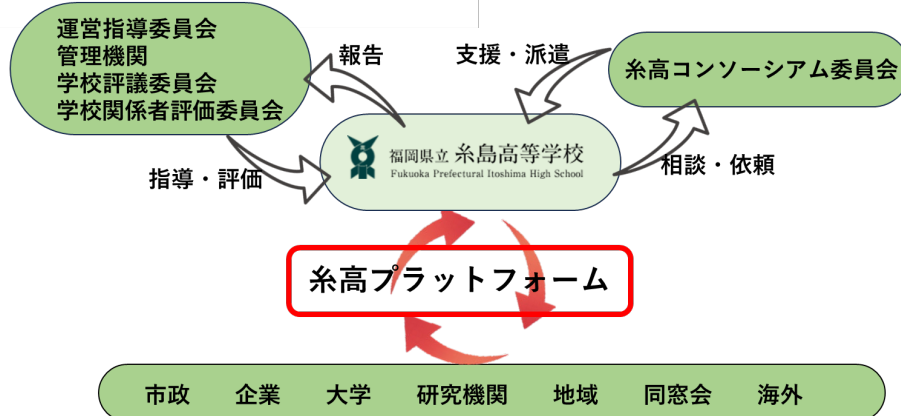 運営指導委員会
管理機関
学校評議委員会
学校関係者評価委員会
報告
支援・派遣
糸高コンソーシアム委員会
指導・評価
福岡県立 糸島高等学校
Fukuoka Prefectural Itoshima High School
相談・依頼
糸高プラットフォーム
市政 企業 大学 研究機関 地域 同窓会 海外